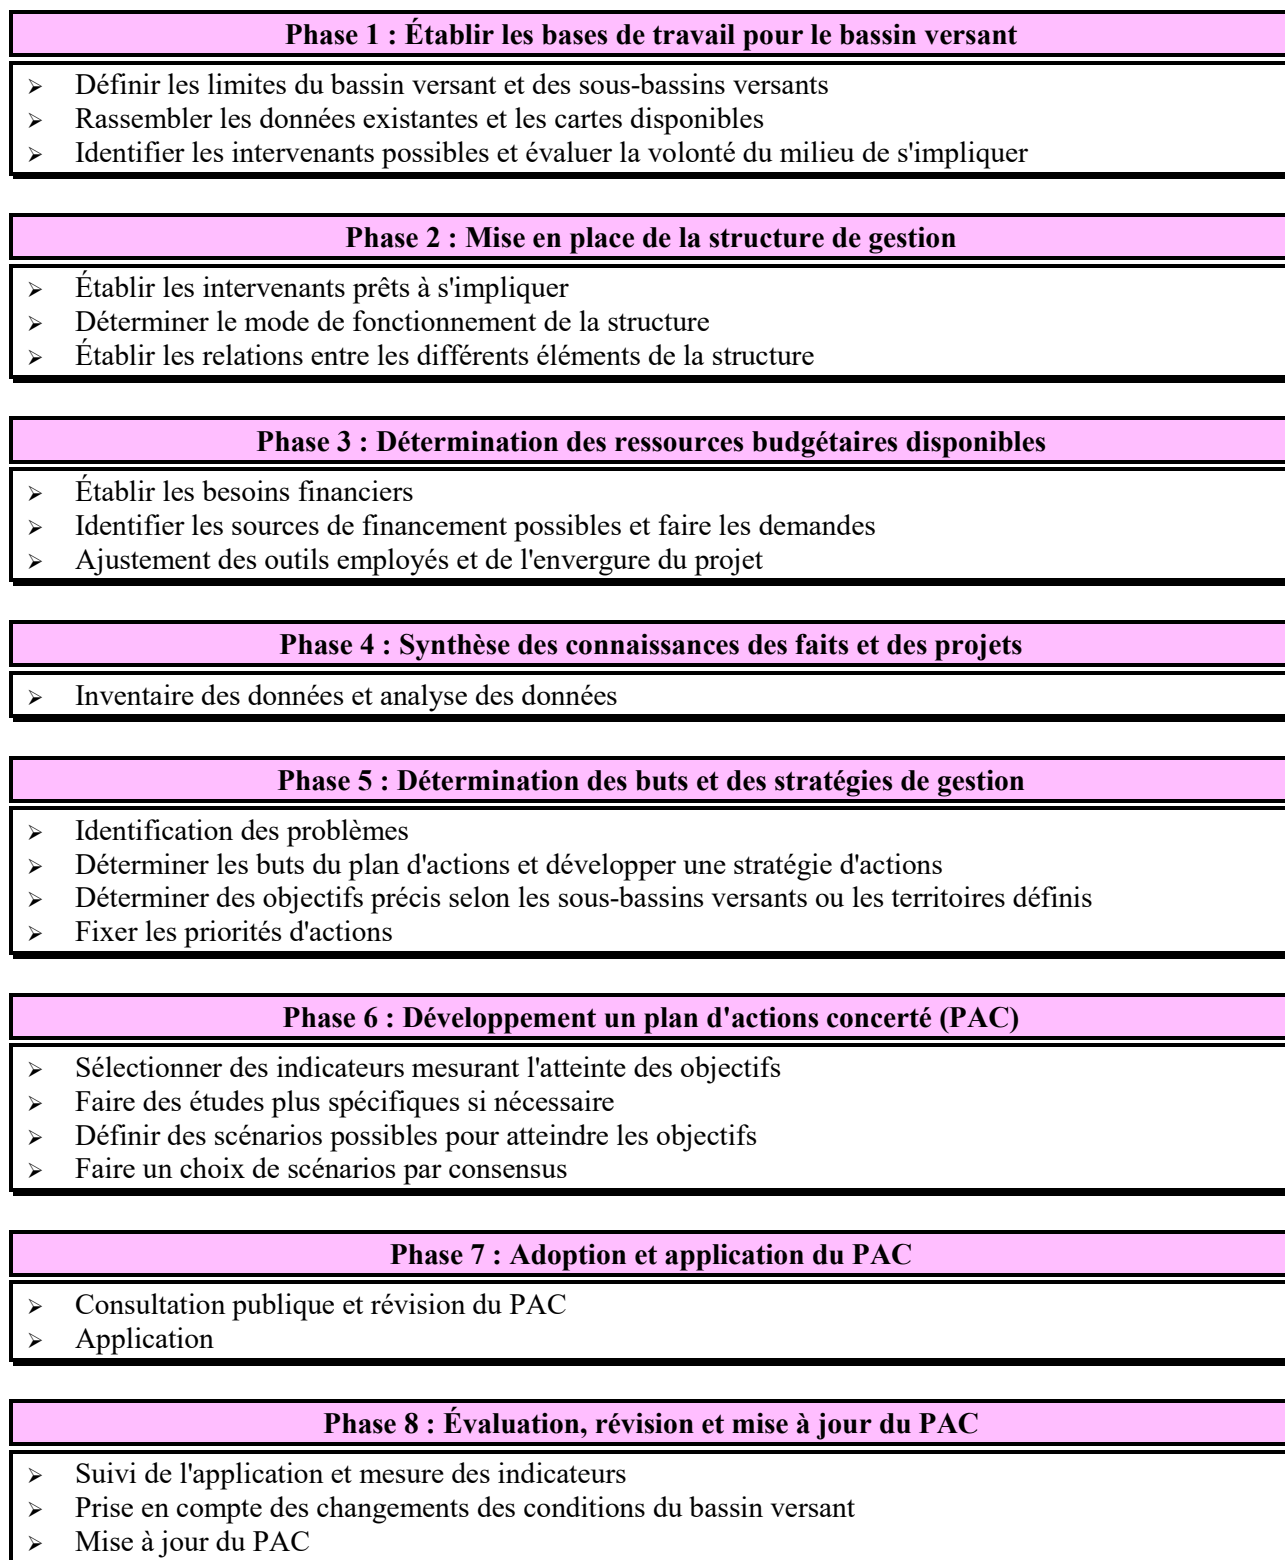 Phase 1 : Établir les bases de travail pour le bassin versant
➢ Définir les limites du bassin versant et des sous-bassins versants
➢ Rassembler les données existantes et les cartes disponibles
➢ Identifier les intervenants possibles et évaluer la volonté du milieu de s'impliquer
Phase 2 : Mise en place de la structure de gestion
➢ Établir les intervenants prêts à s'impliquer
➢ Déterminer le mode de fonctionnement de la structure
➢ Établir les relations entre les différents éléments de la structure
Phase 3 : Détermination des ressources budgétaires disponibles
➢ Établir les besoins financiers
➢ Identifier les sources de financement possibles et faire les demandes
➢ Ajustement des outils employés et de l'envergure du projet
Phase 4 : Synthèse des connaissances des faits et des projets
➢ Inventaire des données et analyse des données
Phase 5 : Détermination des buts et des stratégies de gestion
➢ Identification des problèmes
➢ Déterminer les buts du plan d'actions et développer une stratégie d'actions
➢ Déterminer des objectifs précis selon les sous-bassins versants ou les territoires définis
➢ Fixer les priorités d'actions
Phase 6 : Développement un plan d'actions concerté (PAC)
➢ Sélectionner des indicateurs mesurant l'atteinte des objectifs
➢ Faire des études plus spécifiques si nécessaire
➢ Définir des scénarios possibles pour atteindre les objectifs
➢ Faire un choix de scénarios par consensus
Phase 7 : Adoption et application du PAC
➢ Consultation publique et révision du PAC
➢ Application
Phase 8 : Évaluation, révision et mise à jour du PAC
➢ Suivi de l'application et mesure des indicateurs
➢ Prise en compte des changements des conditions du bassin versant
➢ Mise à jour du PAC